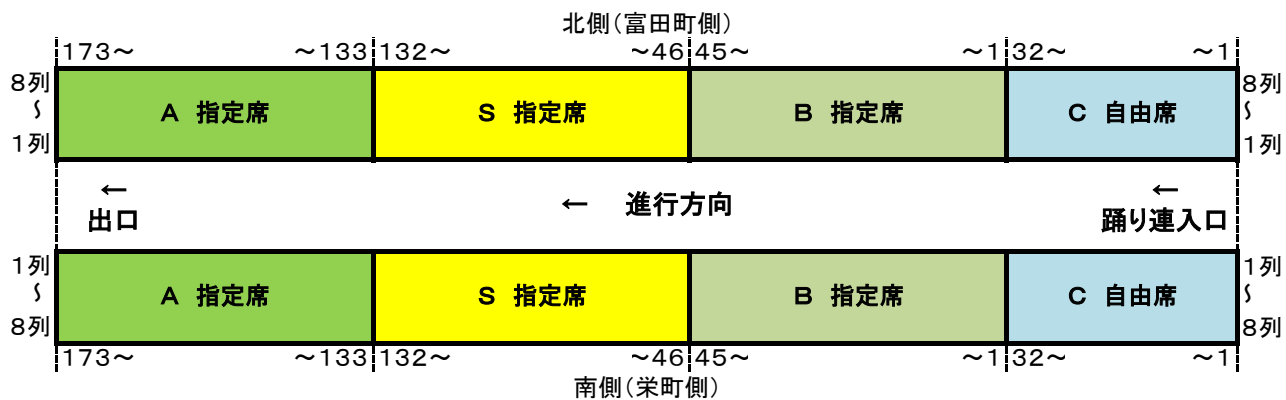 北側（富田町側）
173～ ～133 132～ ～46 45～ ～1 32～ ～1
8列 A 指定席 S 指定席 B 指定席 C 自由席 8列
～ ～
1列 1列
← ← 進行方向 ←
出口 踊り連入口
1列 A 指定席 S 指定席 B 指定席 C 自由席 1列
～ ～
8列 8列
173～ ～133 132～ ～46 45～ ～1 32～ ～1
南側（栄町側）